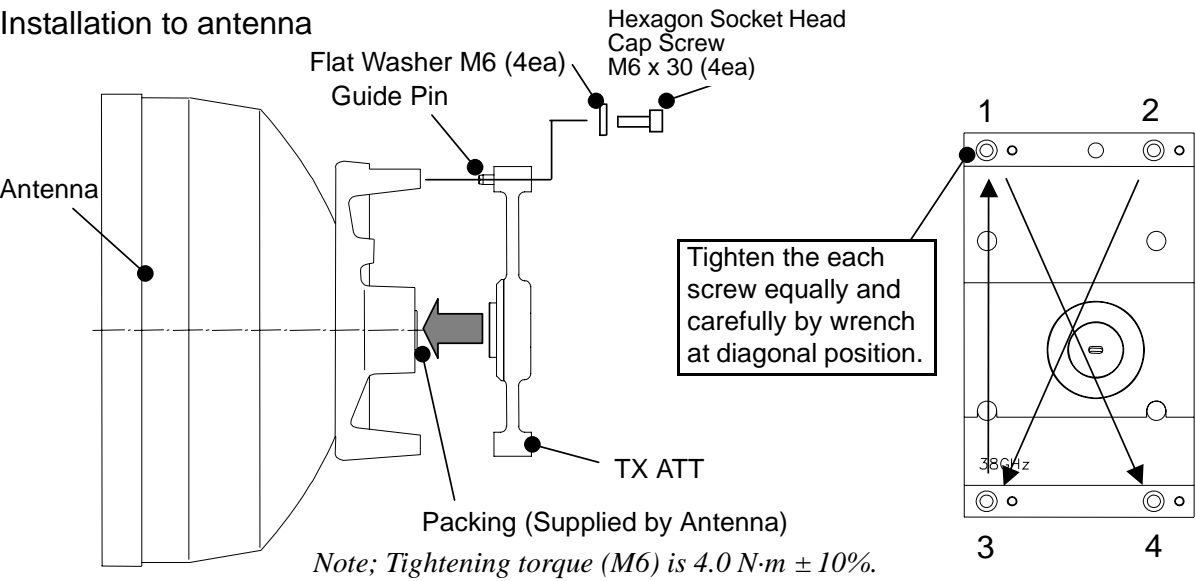 Installation to antenna
Hexagon Socket Head
Cap Screw
M6 x 30 (4ea)
Flat Washer M6 (4ea)
Guide Pin
Antenna
1
2
Tighten the each
screw equally and
carefully by wrench
at diagonal position.
38GHz
TX ATT
Packing (Supplied by Antenna)
3
4
Note; Tightening torque (M6) is 4.0 N·m ± 10%.